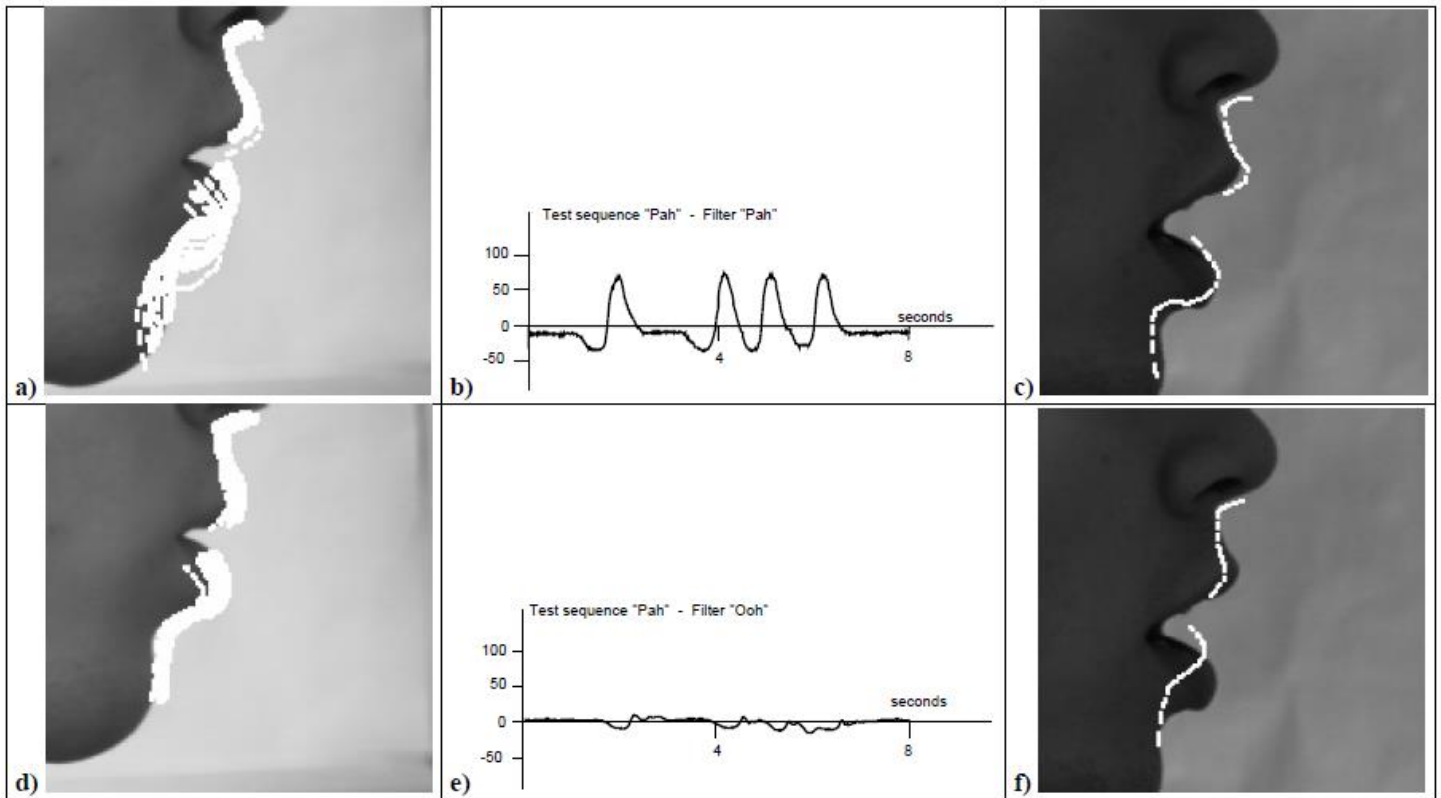 a)
b)
Test sequence "Pah" - Filter "Pah"
100
50
0
-50
seconds
4
8
c)
d)
e)
Test sequence "Pah" - Filter "Ooh"
100
50
0
-50
seconds
4
8
f)